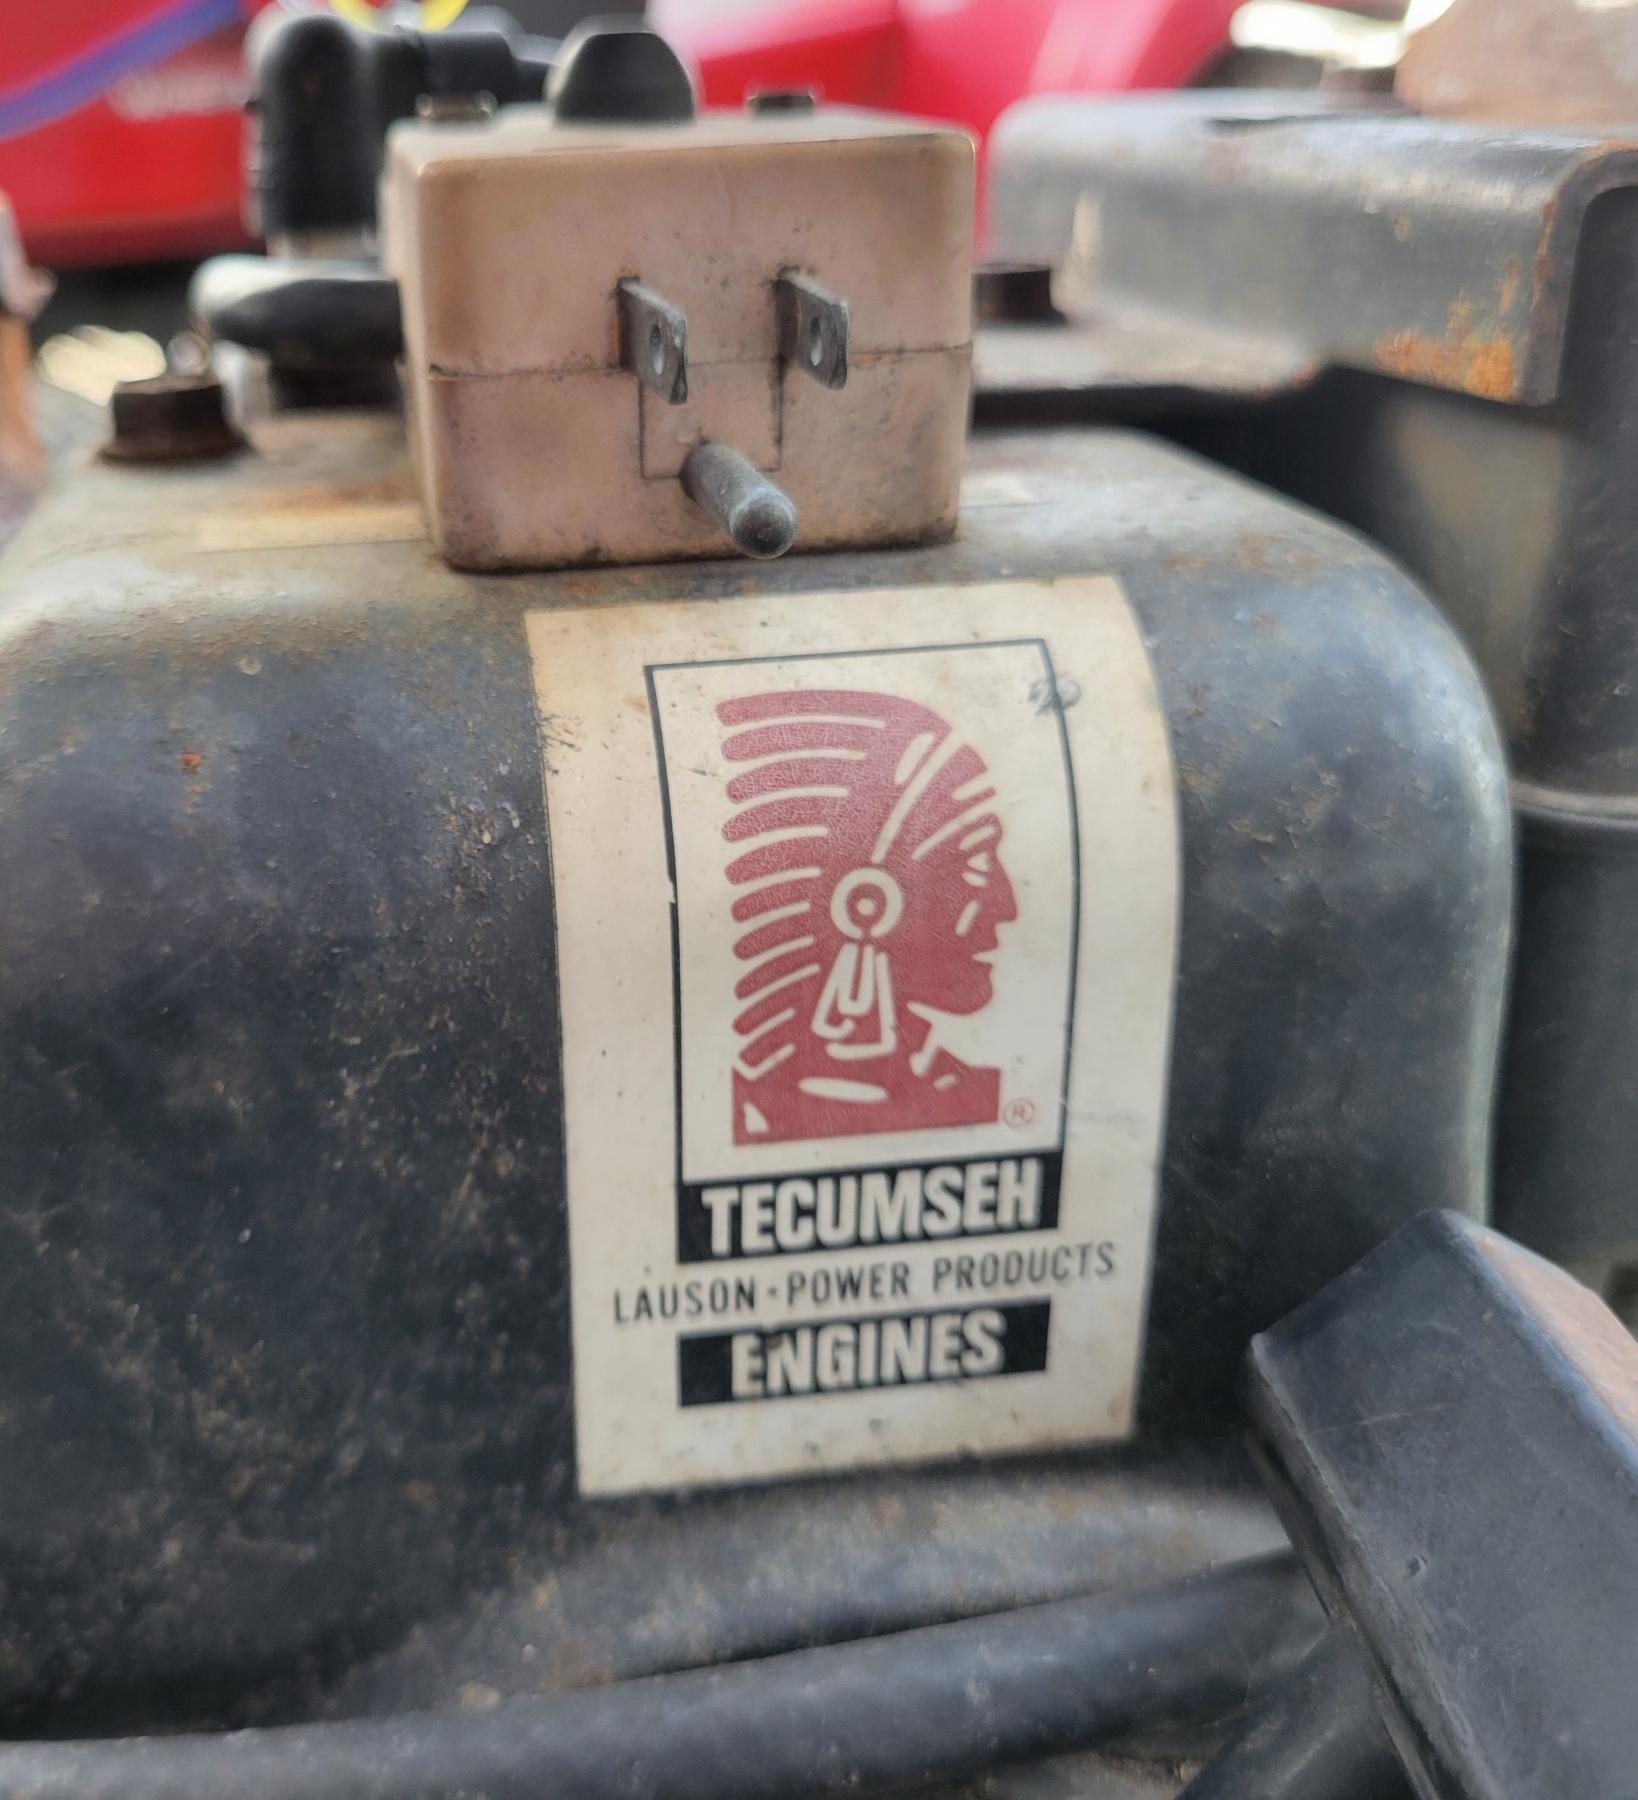 ®
TECUMSEH
LAUSON-POWER PRODUCTS
ENGINES